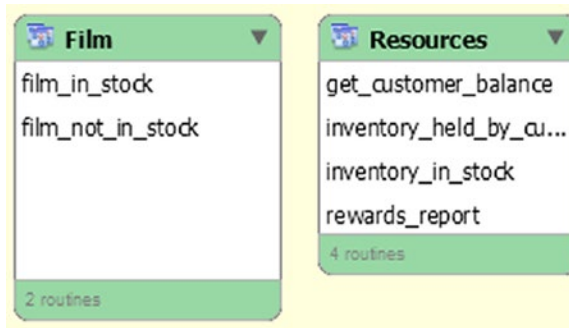 Film
film_in_stock
film_not_in_stock
2 routines
Resources
get_customer_balance
inventory_held_by_cu...
inventory_in_stock
rewards_report
4 routines